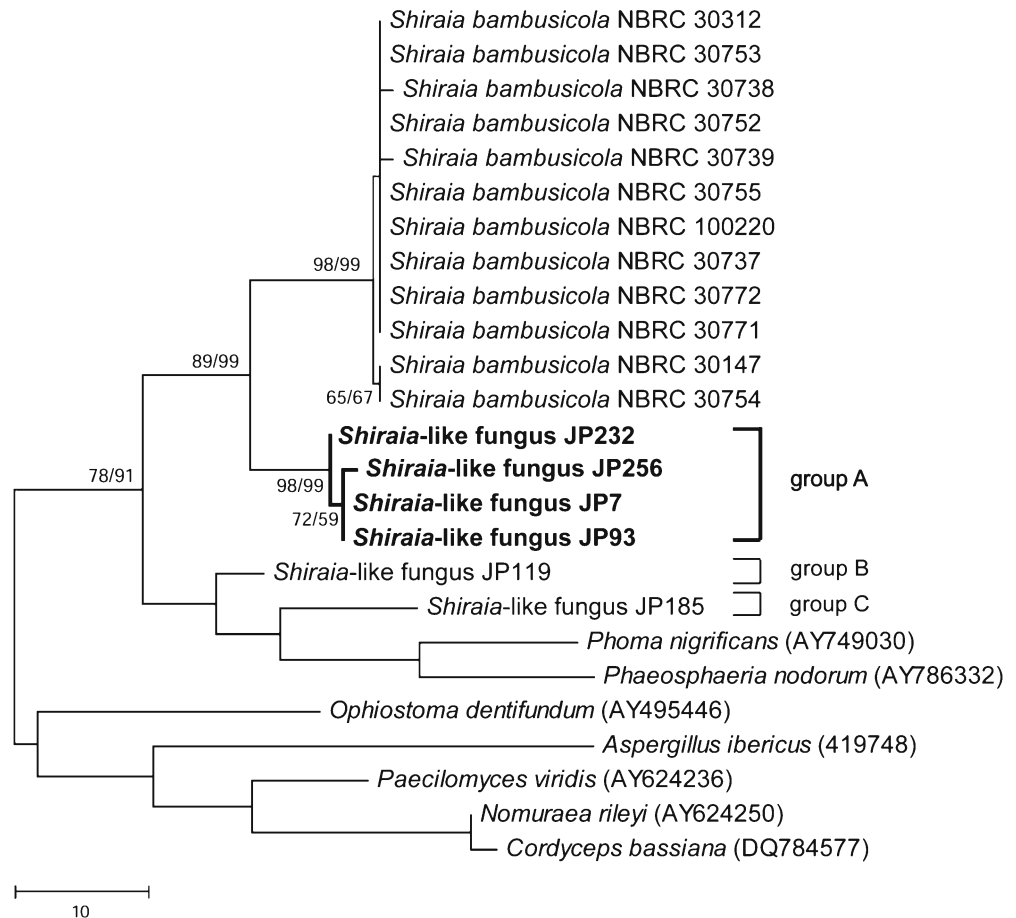 Shiraia bambusicola NBRC 30312
Shiraia bambusicola NBRC 30753
Shiraia bambusicola NBRC 30738
Shiraia bambusicola NBRC 30752
Shiraia bambusicola NBRC 30739
Shiraia bambusicola NBRC 30755
Shiraia bambusicola NBRC 100220
98/99
Shiraia bambusicola NBRC 30737
Shiraia bambusicola NBRC 30772
Shiraia bambusicola NBRC 30771
89/99
Shiraia bambusicola NBRC 30147
65/67
Shiraia bambusicola NBRC 30754
Shiraia-like fungus JP232
78/91
Shiraia-like fungus JP256
98/99
group A
Shiraia-like fungus JP7
72/59
Shiraia-like fungus JP93
Shiraia-like fungus JP119
group B
Shiraia-like fungus JP185
group C
Phoma nigrificans (AY749030)
Phaeosphaeria nodorum (AY786332)
Ophiostoma dentifundum (AY495446)
Aspergillus ibericus (419748)
Paecilomyces viridis (AY624236)
Nomuraea rileyi (AY624250)
Cordyceps bassiana (DQ784577)
10